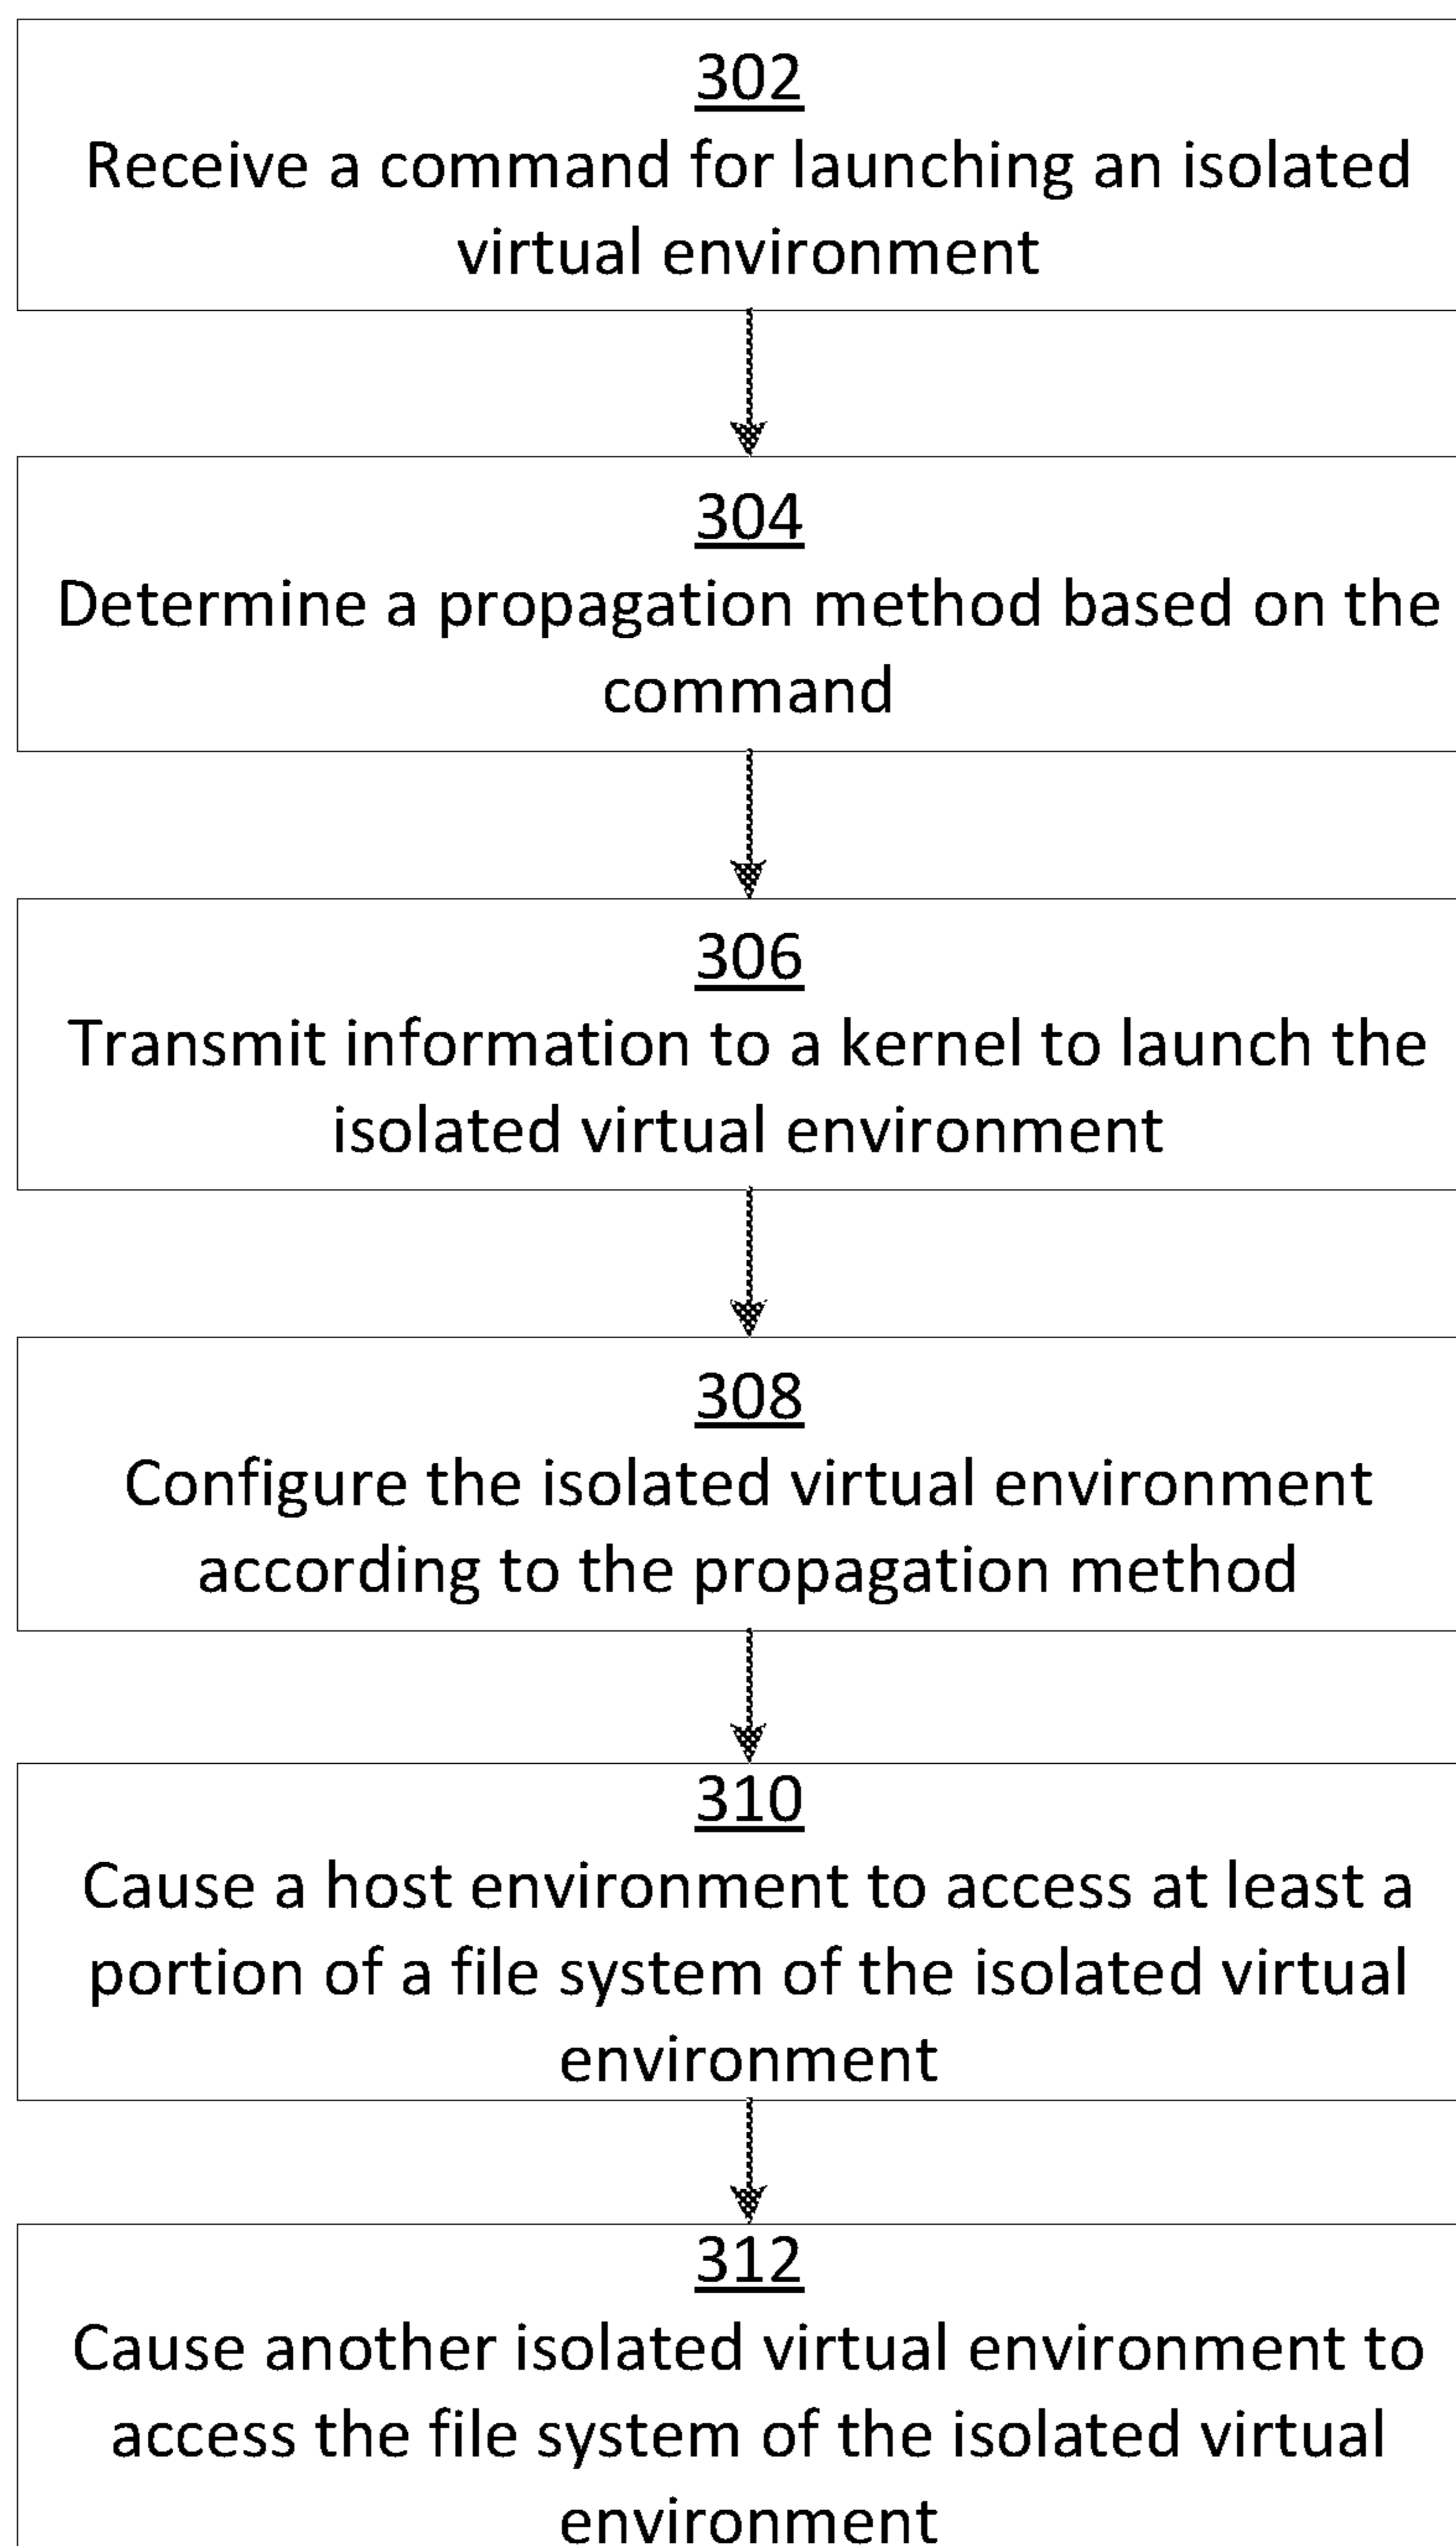 302
Receive a command for launching an isolated
virtual environment
304
Determine a propagation method based on the
command
306
Transmit information to a kernel to launch the
isolated virtual environment
308
Configure the isolated virtual environment
according to the propagation method
310
Cause a host environment to access at least a
portion of a file system of the isolated virtual
environment
312
Cause another isolated virtual environment to
access the file system of the isolated virtual
environment